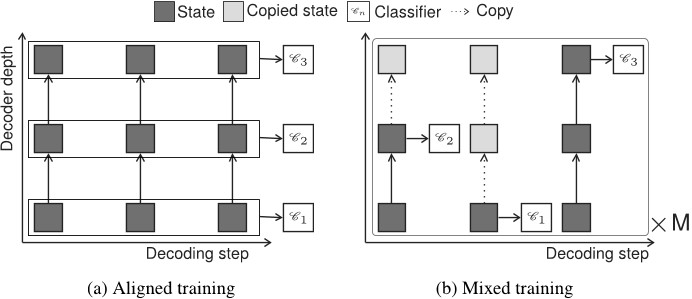 State Copied state 𝒞n Classifier Copy
Decoder depth
𝒞3
𝒞2
𝒞1
Decoding step
(a) Aligned training
𝒞3
𝒞2
𝒞1
× M
Decoding step
(b) Mixed training